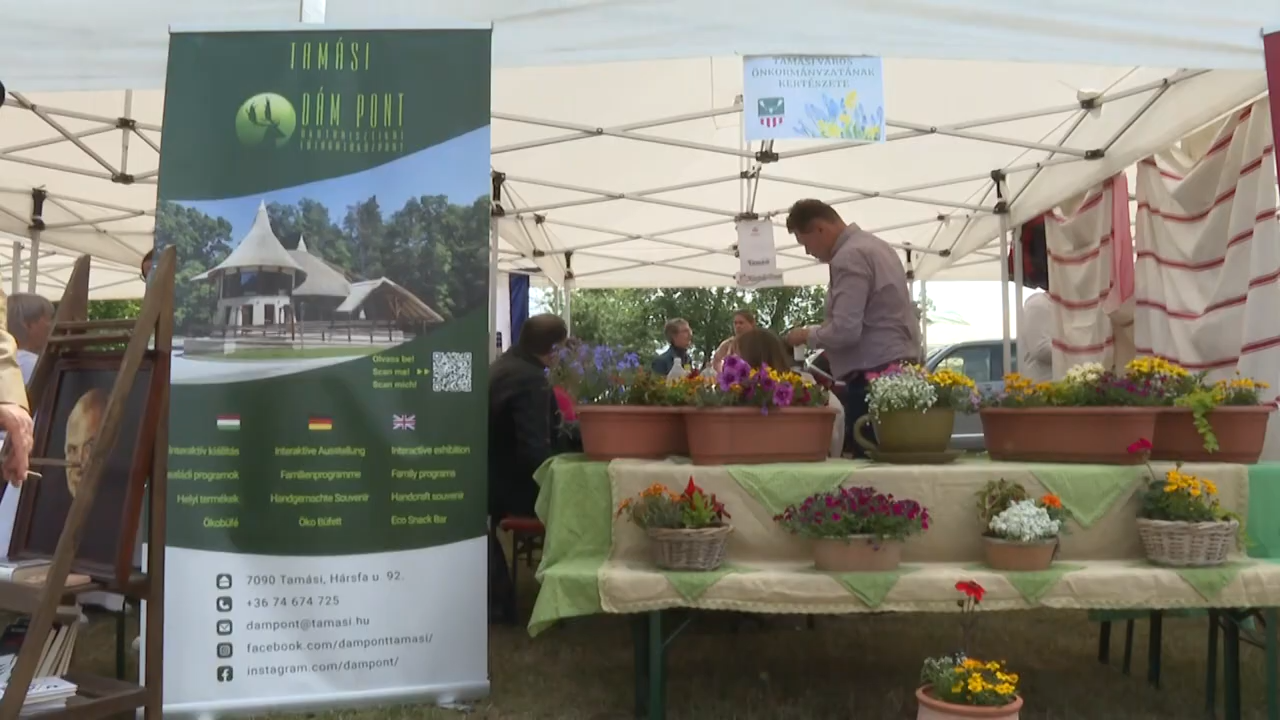 TAMÁSI
DÁM PONT
Olvass be!
Scan me!
Scan mich!
Interaktív kiállítás
családi programok
Helyi termékek
Ökobüfé
Interaktive Ausstellung
Familienprogramme
Handgemachte Souvenir
Öko Büfett
Interactive exhibition
Family programs
Handcraft souvenir
Eco Snack Bar
7090 Tamási, Hársfa u. 92.
+36 74 674 725
dampont@tamasi.hu
facebook.com/damponttamasi/
instagram.com/dampont/
TAMÁSI VÁROS
ÖNKORMÁNYZATÁNAK
KERTÉSZETE